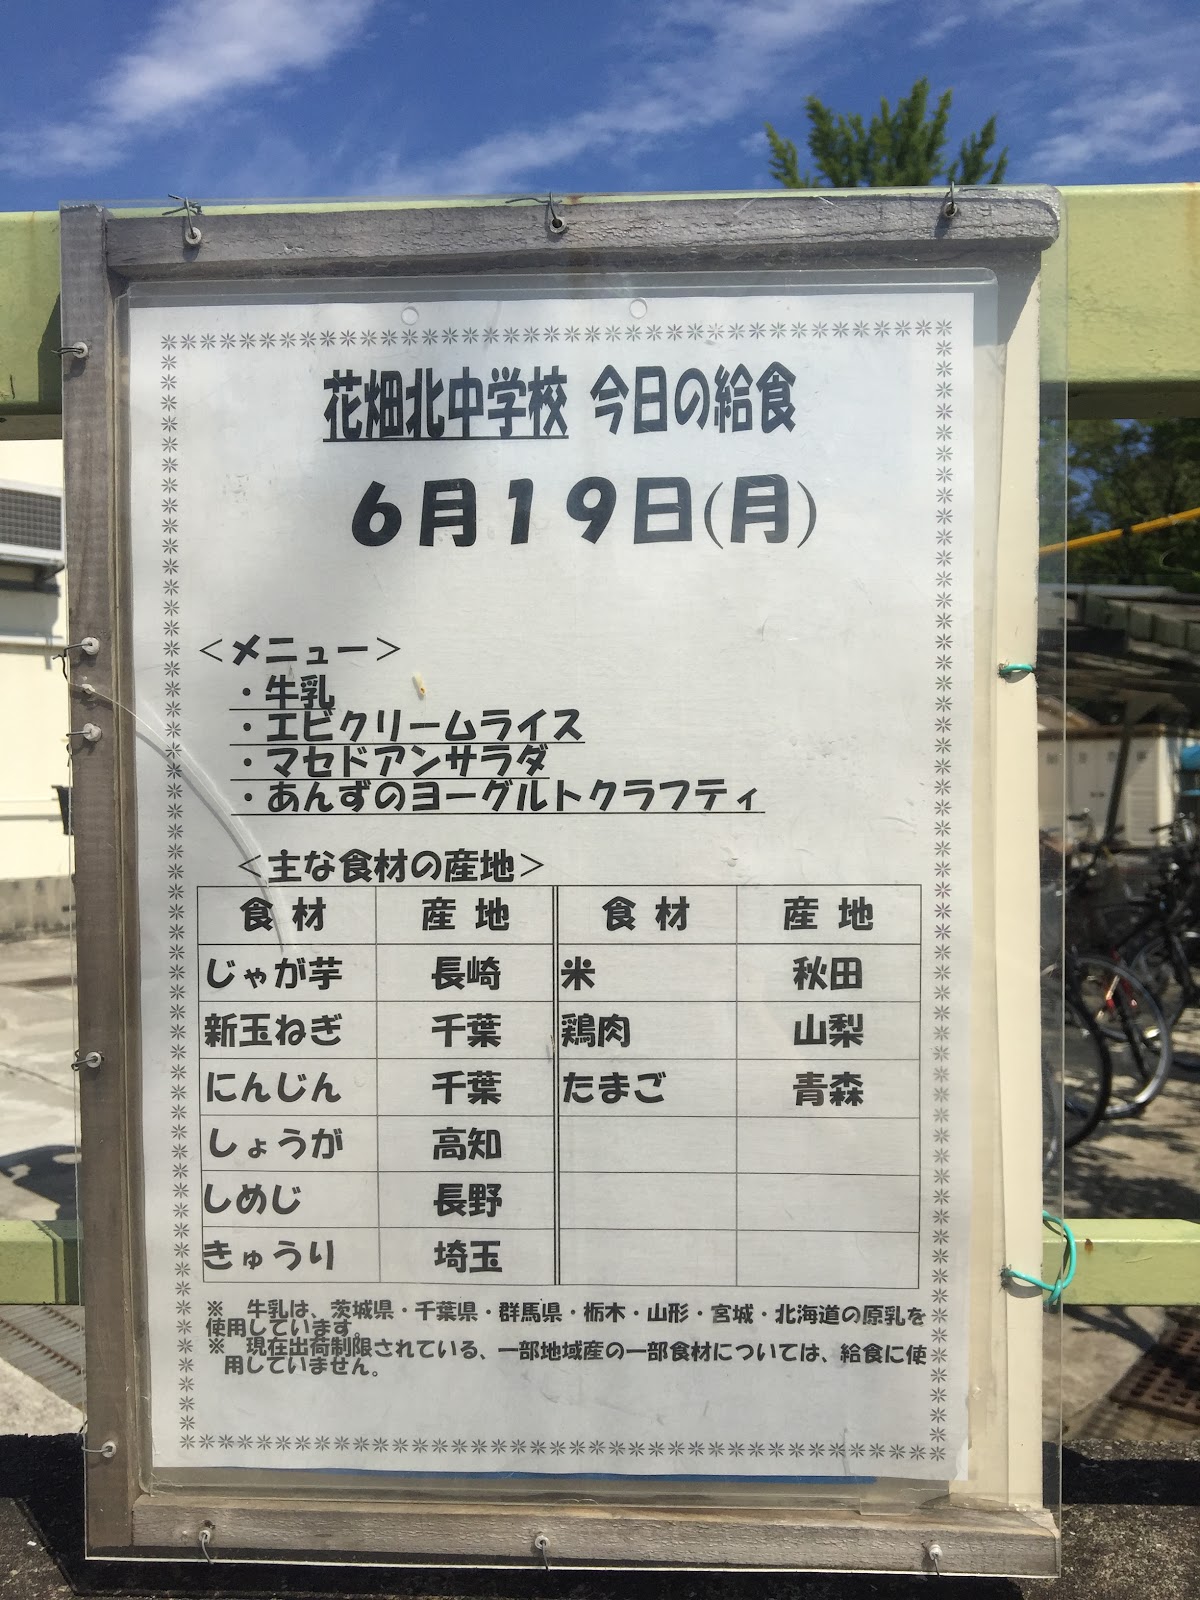 花畑北中学校 今日の給食
6月19日(月)
<メニュー>
・牛乳
・エビクリームライス
・マセドアンサラダ
・あんずのヨーグルトクラフティ
<主な食材の産地>
食材 産地 食材 産地
じゃが芋 長崎 米 秋田
新玉ねぎ 千葉 鶏肉 山梨
にんじん 千葉 たまご 青森
しょうが 高知
しめじ 長野
きゅうり 埼玉
※ 牛乳は、茨城県・千葉県・群馬県・栃木・山形・宮城・北海道の原乳を
使用しています。
※ 現在出荷制限されている、一部地域産の一部食材については、給食に使
用していません。